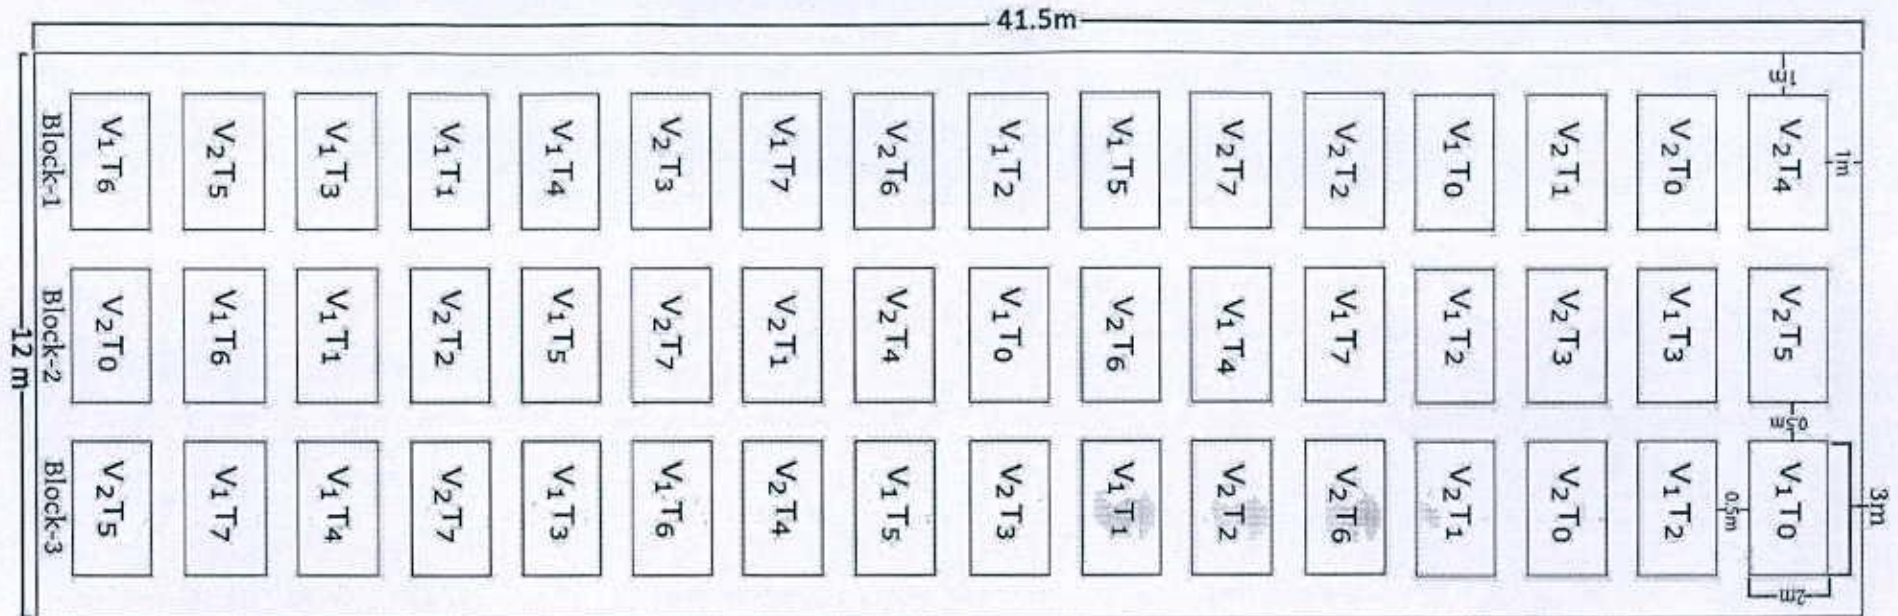 41.5m
1m
Block-1 V₁T₆ V₂T₅ V₁T₃ V₁T₁ V₁T₄ V₂T₃ V₁T₇ V₂T₆ V₁T₂ V₁T₅ V₂T₇ V₂T₂ V₁T₀ V₂T₁ V₂T₀ V₂T₄ 1m
Block-2 V₂T₀ V₁T₆ V₁T₁ V₂T₂ V₁T₅ V₂T₇ V₂T₁ V₂T₄ V₁T₀ V₂T₆ V₁T₄ V₁T₇ V₁T₂ V₂T₃ V₁T₃ V₂T₅
12 m
0.5m
Block-3 V₂T₅ V₁T₇ V₁T₄ V₂T₇ V₁T₃ V₁T₆ V₂T₄ V₁T₅ V₂T₃ V₁T₁ V₂T₂ V₂T₆ V₂T₁ V₂T₀ V₁T₂ 0.5m V₁T₀ 3m
2m